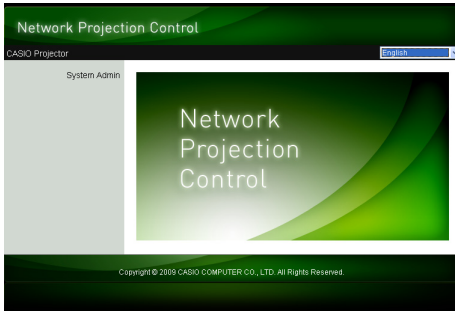 Network Projection Control
CASIO Projector
English
System Admin
Network
Projection
Control
Copyright © 2009 CASIO COMPUTER CO., LTD. All Rights Reserved.